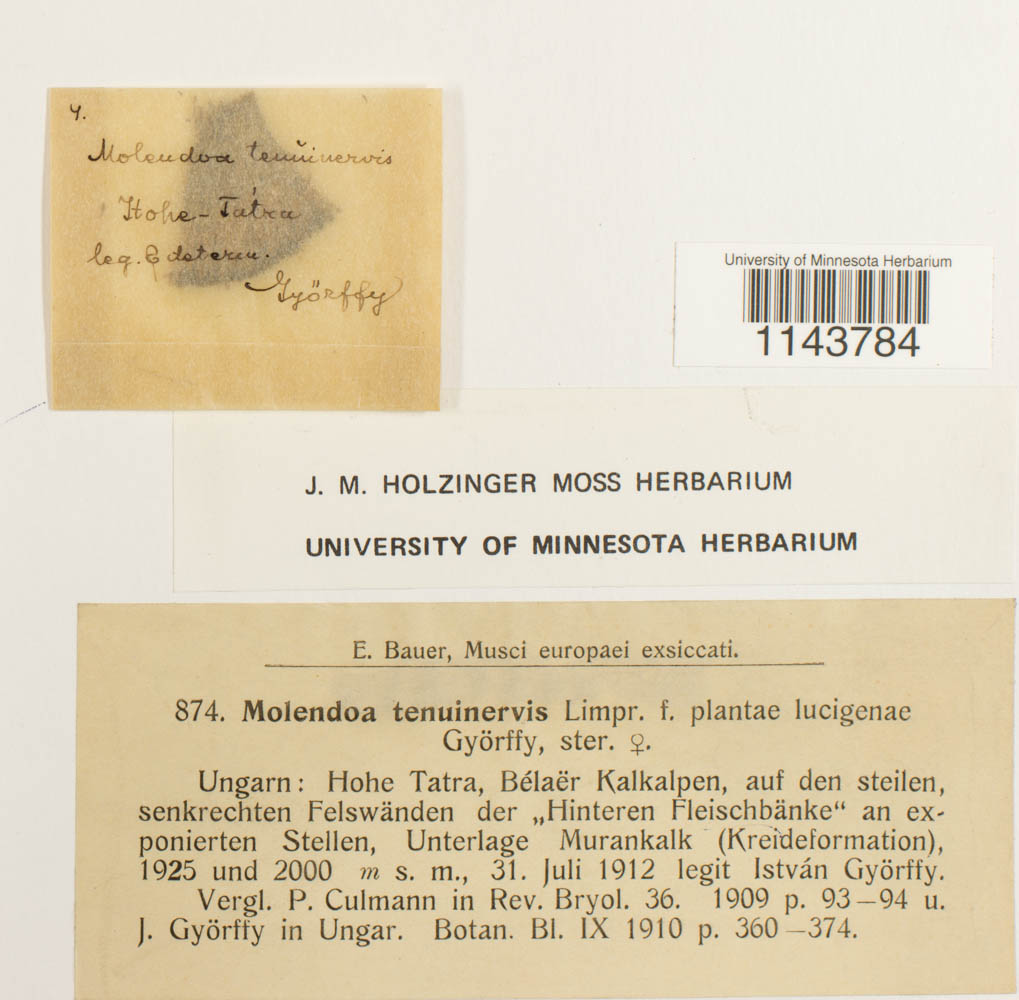 4.
Molendoa tenuinervis
Hohe-Tátra
leg. & determ.
Györffy
University of Minnesota Herbarium
1143784
J. M. HOLZINGER MOSS HERBARIUM
UNIVERSITY OF MINNESOTA HERBARIUM
E. Bauer, Musci europaei exsiccati.
874. Molendoa tenuinervis Limpr. f. plantae lucigenae
Györffy, ster. ♀.
Ungarn: Hohe Tatra, Bélaër Kalkalpen, auf den steilen,
senkrechten Felswänden der „Hinteren Fleischbänke“ an ex-
ponierten Stellen, Unterlage Murankalk (Kreideformation),
1925 und 2000 m s. m., 31. Juli 1912 legit István Györffy.
Vergl. P. Culmann in Rev. Bryol. 36. 1909 p. 93—94 u.
J. Györffy in Ungar. Botan. Bl. IX 1910 p. 360—374.